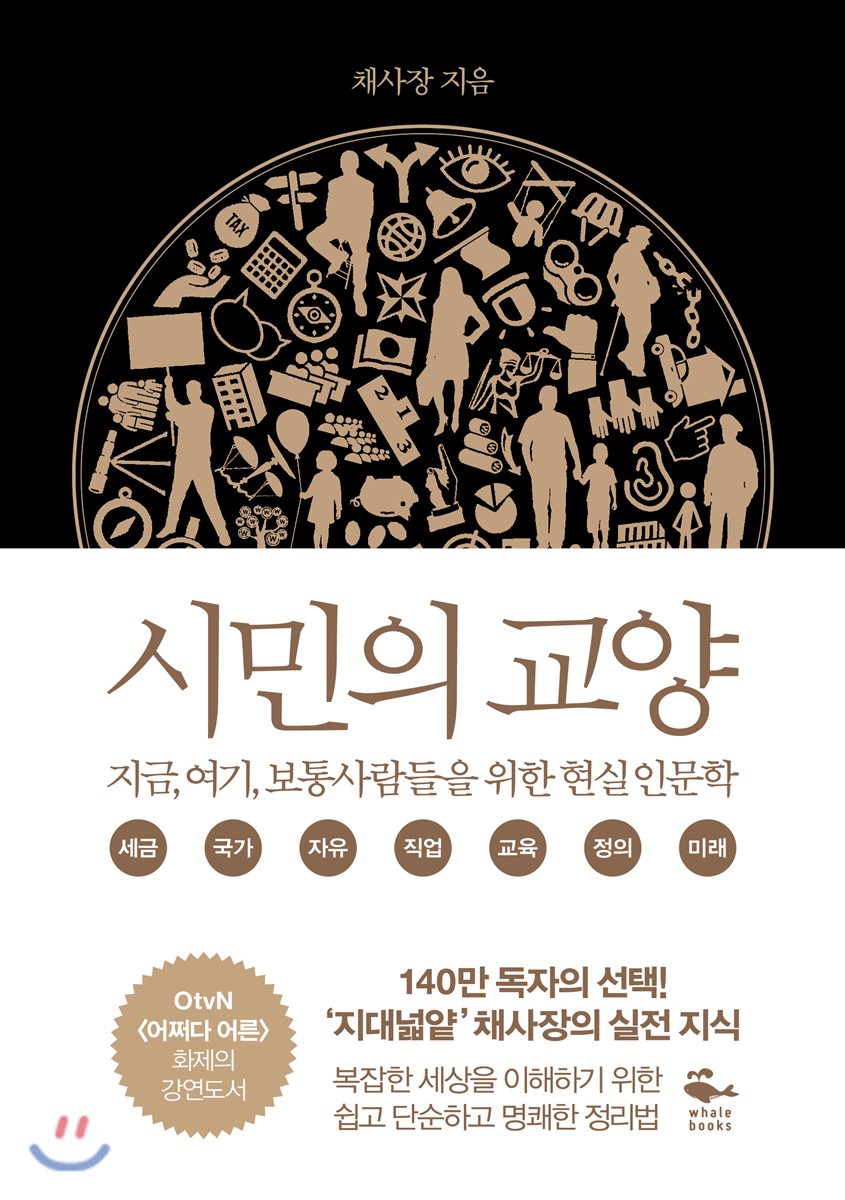 채사장 지음
TAX
2 1 3
시민의 교양
지금, 여기, 보통사람들을 위한 현실 인문학
세금 국가 자유 직업 교육 정의 미래
OtvN
<어쩌다 어른>
화제의
강연도서
140만 독자의 선택!
‘지대넓얕’ 채사장의 실전 지식
복잡한 세상을 이해하기 위한
쉽고 단순하고 명쾌한 정리법
whale
books